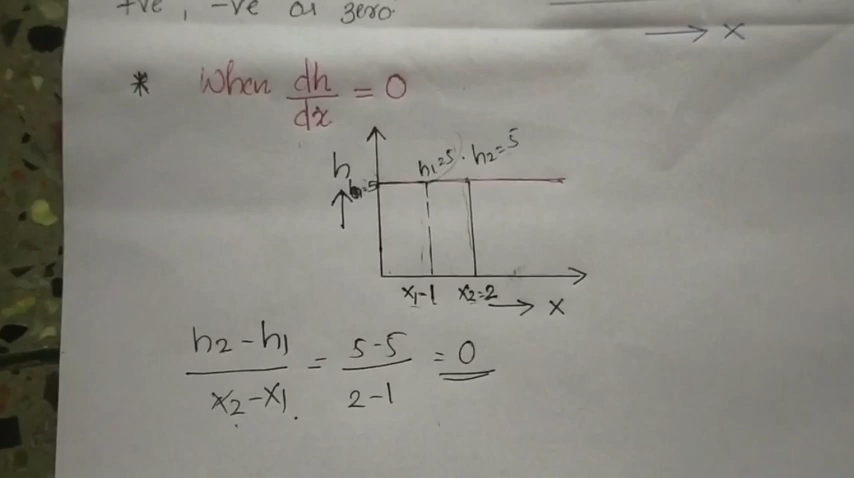 +ve, -ve or zero
→ x
* When dh/dx = 0
h₁=5 . h₂=5
h
x₁-1 x₂=2
→ x
h₂-h₁/x₂-x₁. = 5-5/2-1 = 0